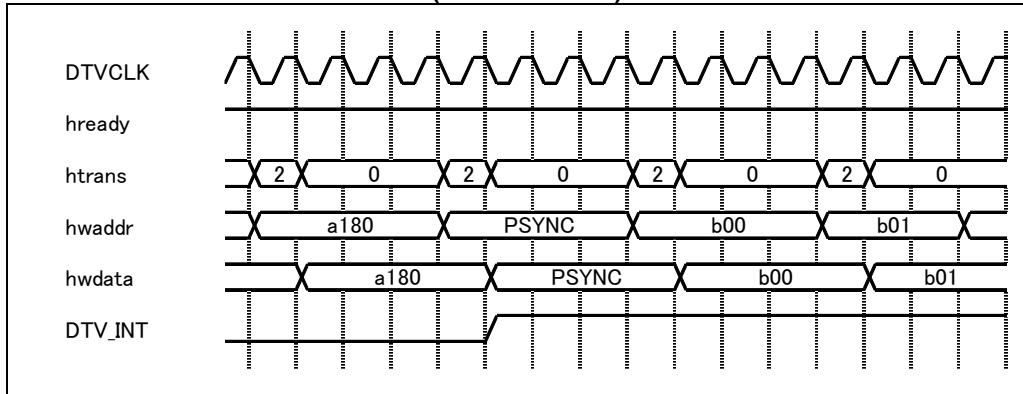 DTVCLK
hready
htrans 2 0 2 0 2 0 2 0
hwaddr a180 PSYNC b00 b01
hwdata a180 PSYNC b00 b01
DTV_INT